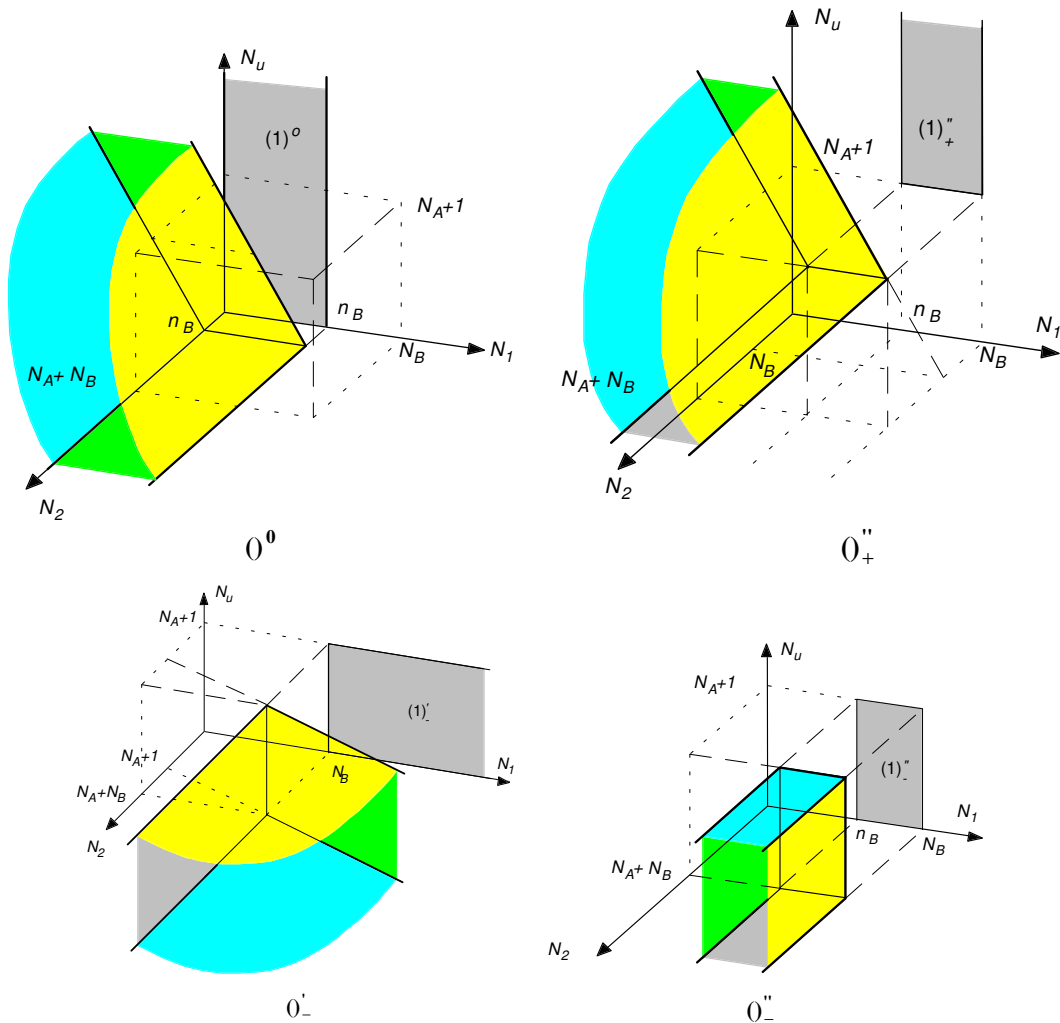 N_u
(1)^o
N_A+1
n_B
n_B
N_1
N_B
N_A+ N_B
N_2
0^0
N_u
(1)^"_+
N_A+1
n_B
N_1
N_B
N_B
N_A+ N_B
N_2
0^"_+
N_u
N_A+1
(1)^'_-
N_A+1
N_B
N_1
N_A+N_B
N_2
0^'_-
N_u
N_A+1
(1)^"_-
N_1
n_B
N_B
N_A+ N_B
N_2
0^"_-